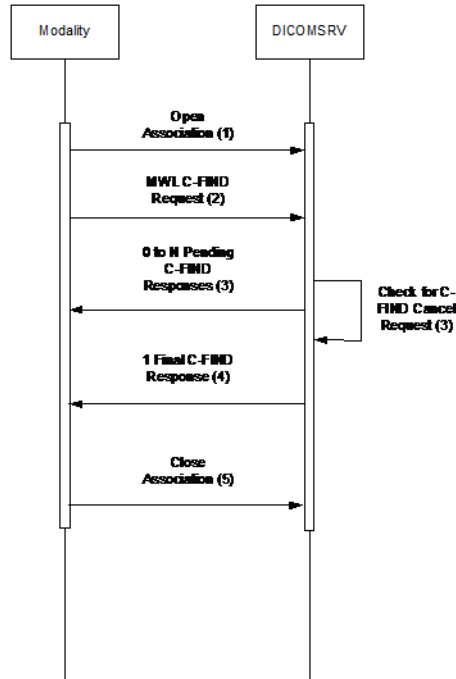 Modality
DICOMSRV
Open
Association (1)
MWL C-FIND
Request (2)
0 to N Pending
C-FIND
Responses (3)
Check for C-
FIND Cancel
Request (3)
1 Final C-FIND
Response (4)
Close
Association (5)